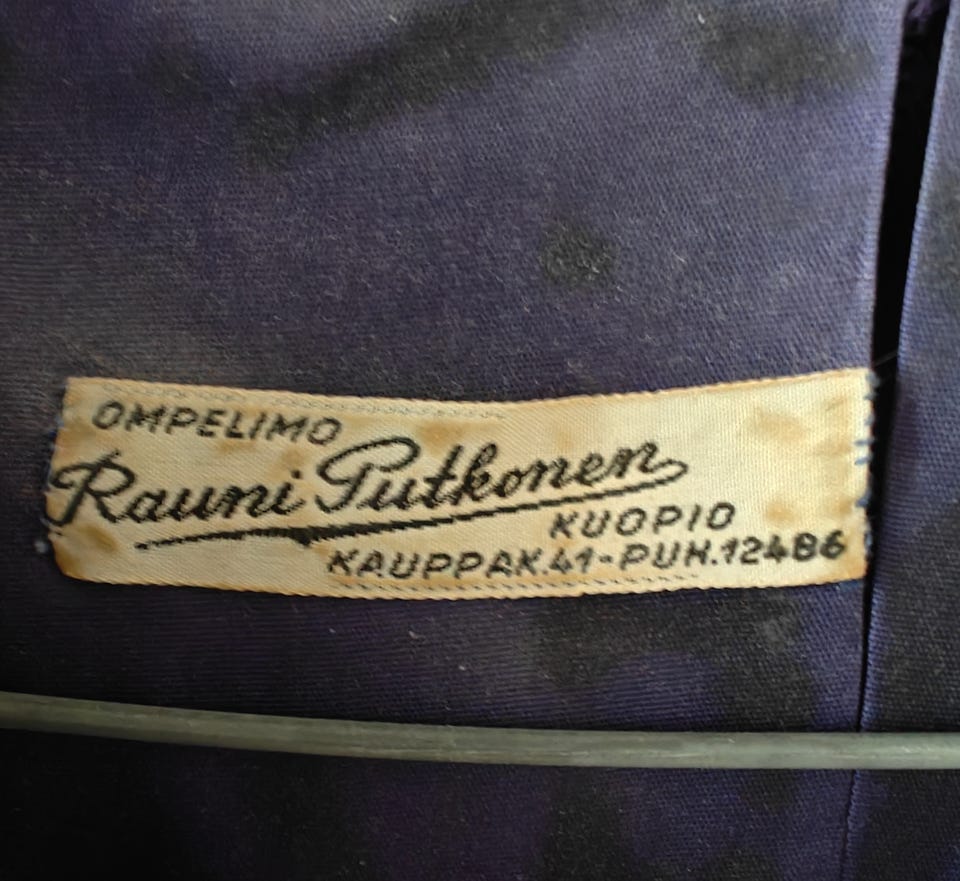 OMPELIMO
Rauni Putkonen
KUOPIO
KAUPPAK.41-PUH.12486